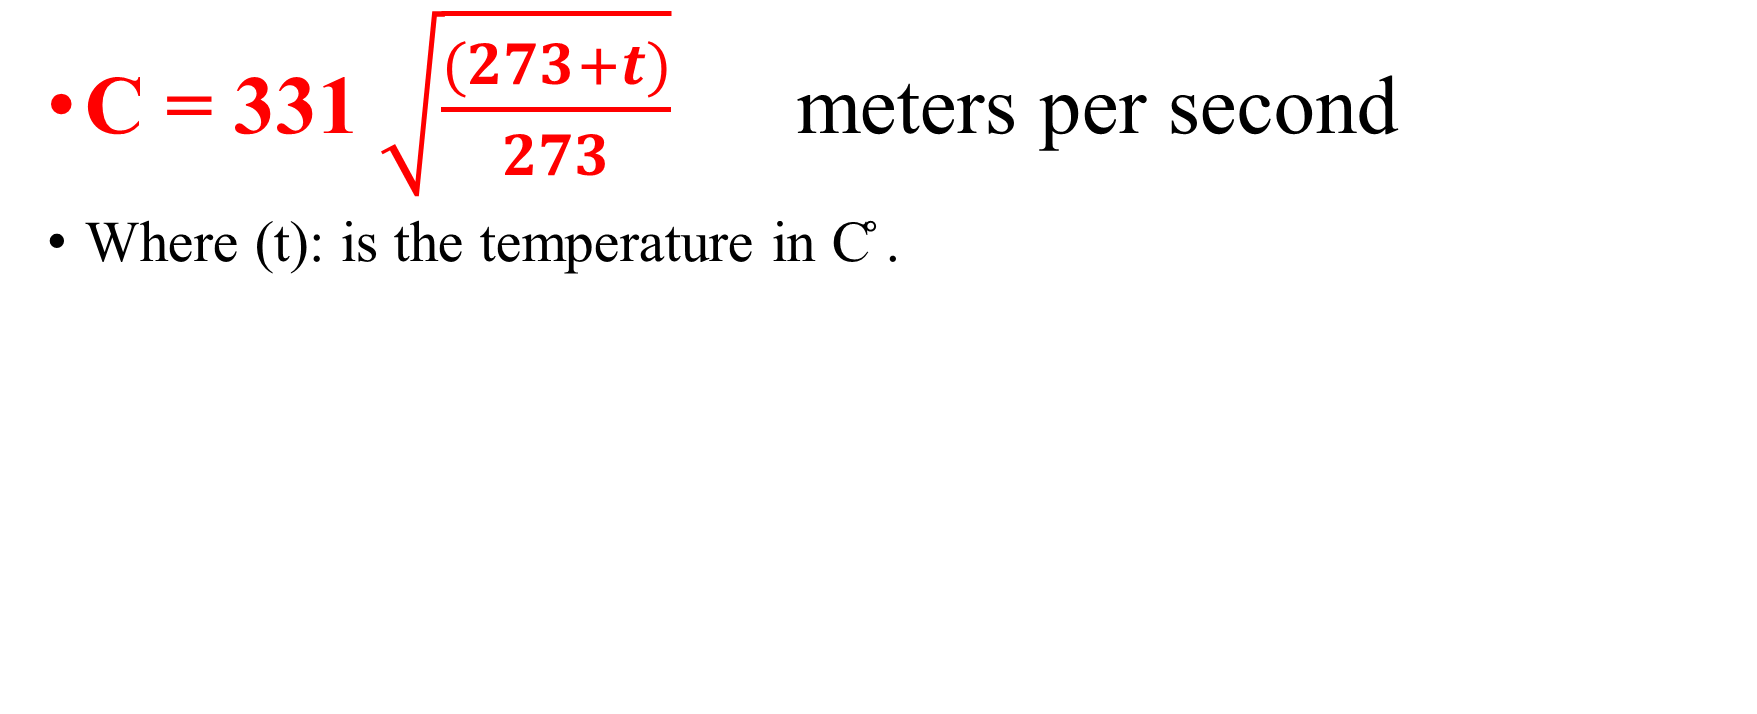 • C = 331 √((273+t)/273) meters per second
• Where (t): is the temperature in C° .